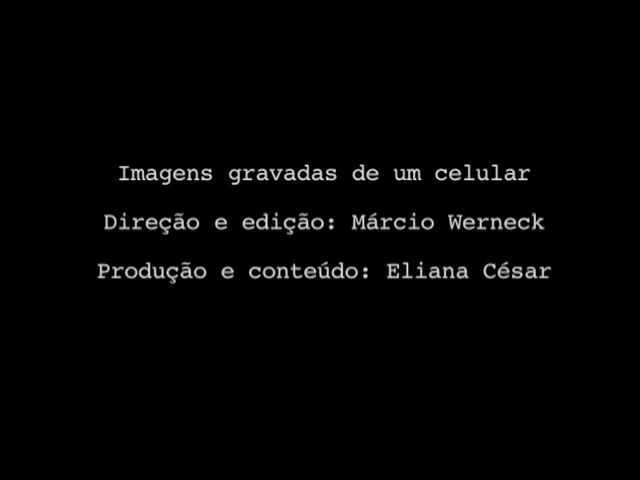 Imagens gravadas de um celular
Direção e edição: Márcio Werneck
Produção e conteúdo: Eliana César